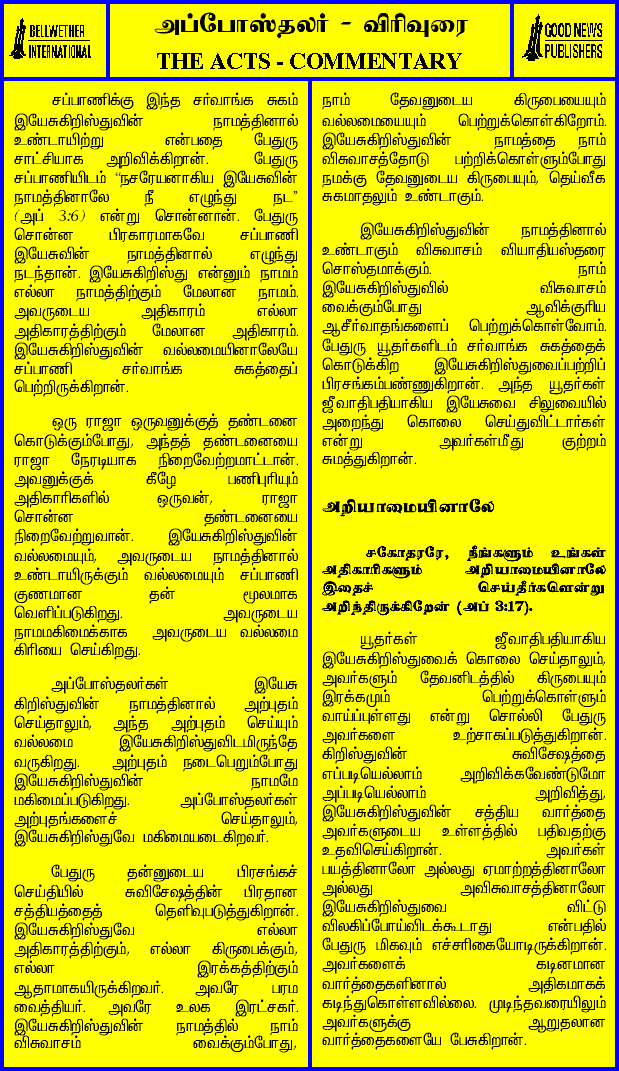 BELLWETHER
INTERNATIONAL
அப்போஸ்தலர் - விரிவுரை
THE ACTS - COMMENTARY
GOOD NEWS
PUBLISHERS
சப்பாணிக்கு இந்த சர்வாங்க சுகம்
இயேசுகிறிஸ்துவின் நாமத்தினால்
உண்டாயிற்று என்பதை பேதுரு
சாட்சியாக அறிவிக்கிறான். பேதுரு
சப்பாணியிடம் “நசரேயனாகிய இயேசுவின்
நாமத்தினாலே நீ எழுந்து நட”
(அப் 3:6) என்று சொன்னான். பேதுரு
சொன்ன பிரகாரமாகவே சப்பாணி
இயேசுவின் நாமத்தினால் எழுந்து
நடந்தான். இயேசுகிறிஸ்து என்னும் நாமம்
எல்லா நாமத்திற்கும் மேலான நாமம்.
அவருடைய அதிகாரம் எல்லா
அதிகாரத்திற்கும் மேலான அதிகாரம்.
இயேசுகிறிஸ்துவின் வல்லமையினாலேயே
சப்பாணி சர்வாங்க சுகத்தைப்
பெற்றிருக்கிறான்.
ஒரு ராஜா ஒருவனுக்குத் தண்டனை
கொடுக்கும்போது, அந்தத் தண்டனையை
ராஜா நேரடியாக நிறைவேற்றமாட்டான்.
அவனுக்குக் கீழே பணிபுரியும்
அதிகாரிகளில் ஒருவன், ராஜா
சொன்ன தண்டனையை
நிறைவேற்றுவான். இயேசுகிறிஸ்துவின்
வல்லமையும், அவருடைய நாமத்தினால்
உண்டாயிருக்கும் வல்லமையும் சப்பாணி
குணமான தன் மூலமாக
வெளிப்படுகிறது. அவருடைய
நாமமகிமைக்காக அவருடைய வல்லமை
கிரியை செய்கிறது.
அப்போஸ்தலர்கள் இயேசு
கிறிஸ்துவின் நாமத்தினால் அற்புதம்
செய்தாலும், அந்த அற்புதம் செய்யும்
வல்லமை இயேசுகிறிஸ்துவிடமிருந்தே
வருகிறது. அற்புதம் நடைபெறும்போது
இயேசுகிறிஸ்துவின் நாமமே
மகிமைப்படுகிறது. அப்போஸ்தலர்கள்
அற்புதங்களைச் செய்தாலும்,
இயேசுகிறிஸ்துவே மகிமையடைகிறவர்.
பேதுரு தன்னுடைய பிரசங்கச்
செய்தியில் சுவிசேஷத்தின் பிரதான
சத்தியத்தைத் தெளிவுபடுத்துகிறான்.
இயேசுகிறிஸ்துவே எல்லா
அதிகாரத்திற்கும், எல்லா கிருபைக்கும்,
எல்லா இரக்கத்திற்கும்
ஆதாமாகயிருக்கிறவர். அவரே பரம
வைத்தியர். அவரே உலக இரட்சகர்.
இயேசுகிறிஸ்துவின் நாமத்தில் நாம்
விசுவாசம் வைக்கும்போது,
நாம் தேவனுடைய கிருபையையும்
வல்லமையையும் பெற்றுக்கொள்கிறோம்.
இயேசுகிறிஸ்துவின் நாமத்தை நாம்
விசுவாசத்தோடு பற்றிக்கொள்ளும்போது
நமக்கு தேவனுடைய கிருபையும், தெய்வீக
சுகமாதலும் உண்டாகும்.
இயேசுகிறிஸ்துவின் நாமத்தினால்
உண்டாகும் விசுவாசம் வியாதியஸ்தரை
சொஸ்தமாக்கும். நாம்
இயேசுகிறிஸ்துவில் விசுவாசம்
வைக்கும்போது ஆவிக்குரிய
ஆசீர்வாதங்களைப் பெற்றுக்கொள்வோம்.
பேதுரு யூதர்களிடம் சர்வாங்க சுகத்தைக்
கொடுக்கிற இயேசுகிறிஸ்துவைப்பற்றிப்
பிரசங்கம்பண்ணுகிறான். அந்த யூதர்கள்
ஜீவாதிபதியாகிய இயேசுவை சிலுவையில்
அறைந்து கொலை செய்துவிட்டார்கள்
என்று அவர்கள்மீது குற்றம்
சுமத்துகிறான்.
அறியாமையினாலே
சகோதரரே, நீங்களும் உங்கள்
அதிகாரிகளும் அறியாமையினாலே
இதைச் செய்தீர்களென்று
அறிந்திருக்கிறேன் (அப் 3:17).
யூதர்கள் ஜீவாதிபதியாகிய
இயேசுகிறிஸ்துவைக் கொலை செய்தாலும்,
அவர்களும் தேவனிடத்தில் கிருபையும்
இரக்கமும் பெற்றுக்கொள்ளும்
வாய்ப்புள்ளது என்று சொல்லி பேதுரு
அவர்களை உற்சாகப்படுத்துகிறான்.
கிறிஸ்துவின் சுவிசேஷத்தை
எப்படியெல்லாம் அறிவிக்கவேண்டுமோ
அப்படியெல்லாம் அறிவித்து,
இயேசுகிறிஸ்துவின் சத்திய வார்த்தை
அவர்களுடைய உள்ளத்தில் பதிவதற்கு
உதவிசெய்கிறான். அவர்கள்
பயத்தினாலோ அல்லது ஏமாற்றத்தினாலோ
அல்லது அவிசுவாசத்தினாலோ
இயேசுகிறிஸ்துவை விட்டு
விலகிப்போய்விடக்கூடாது என்பதில்
பேதுரு மிகவும் எச்சரிகையோடிருக்கிறான்.
அவர்களைக் கடினமான
வார்த்தைகளினால் அதிகமாகக்
கடிந்துகொள்ளவில்லை. முடிந்தவரையிலும்
அவர்களுக்கு ஆறுதலான
வார்த்தைகளையே பேசுகிறான்.